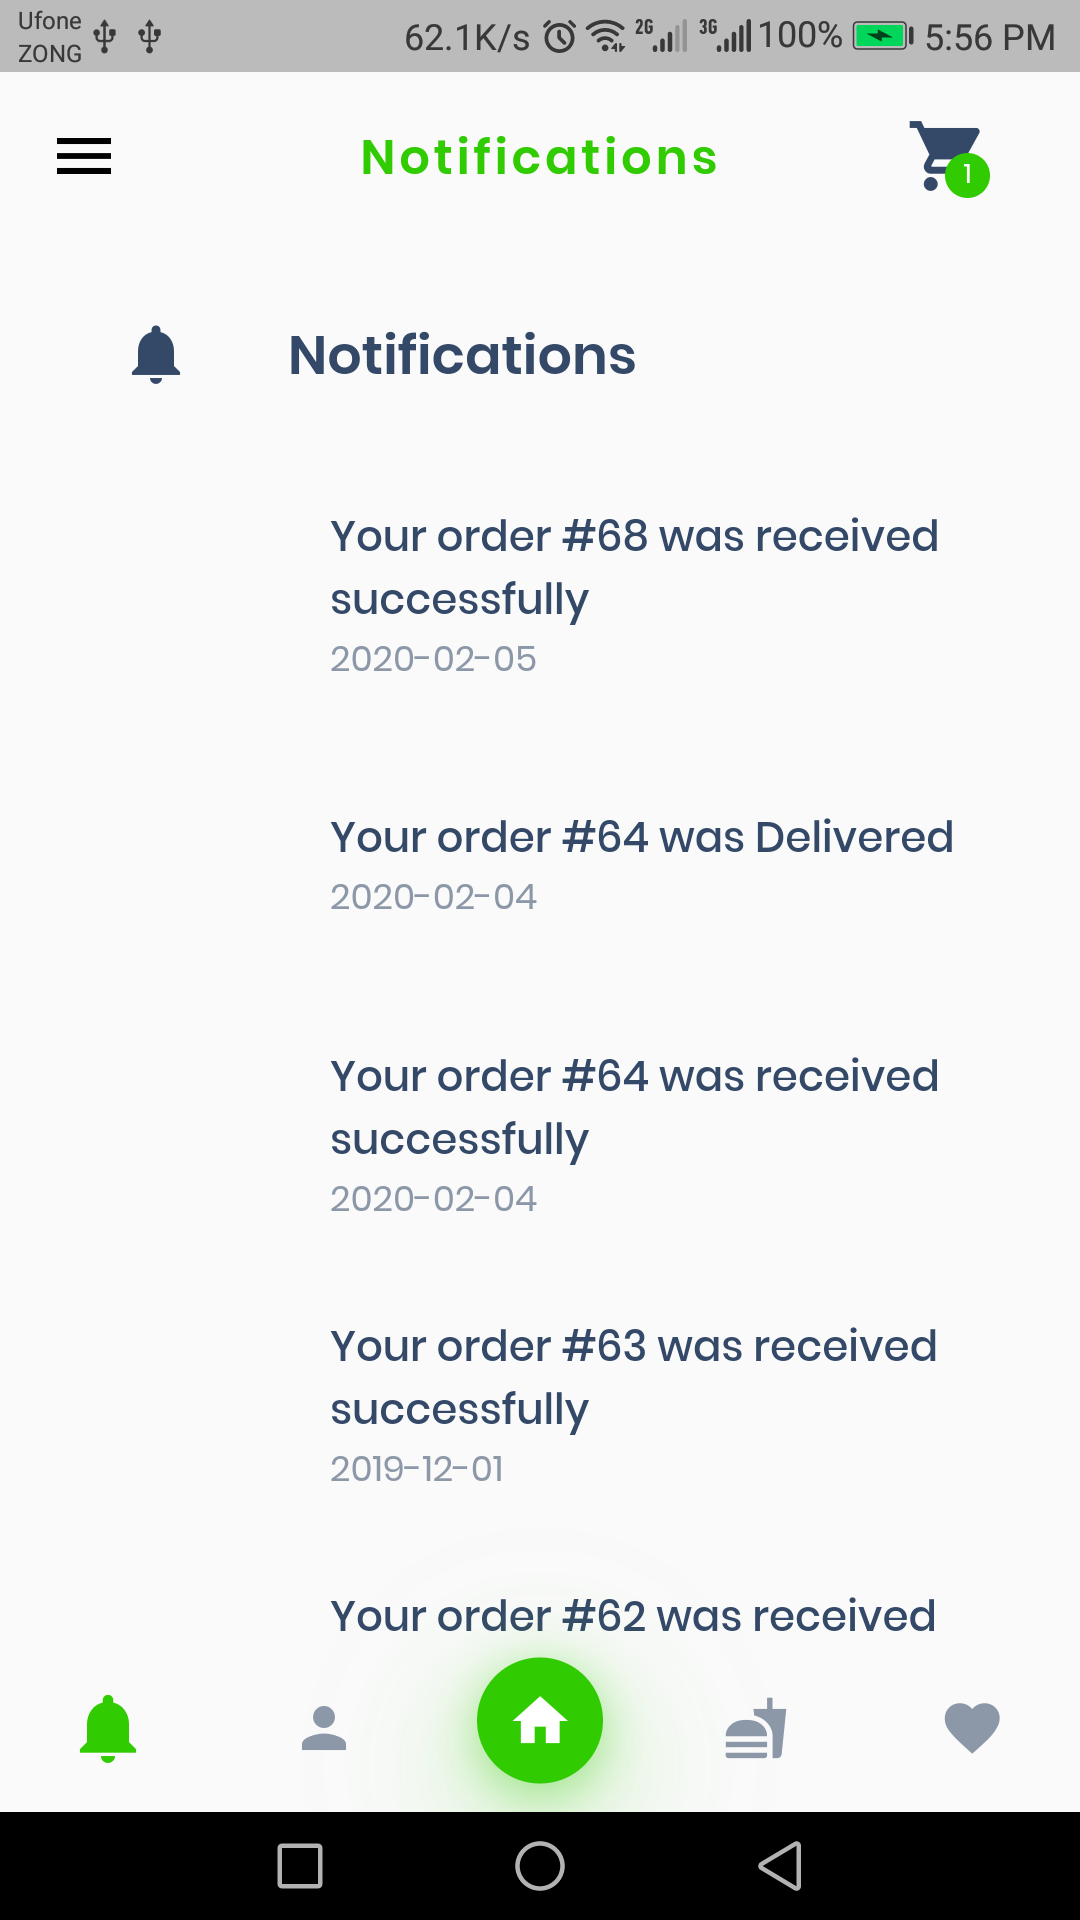 Ufone
ZONG
62.1K/s 2G 3G 100% 5:56 PM
Notifications
1
Notifications
Your order #68 was received
successfully
2020-02-05
Your order #64 was Delivered
2020-02-04
Your order #64 was received
successfully
2020-02-04
Your order #63 was received
successfully
2019-12-01
Your order #62 was received